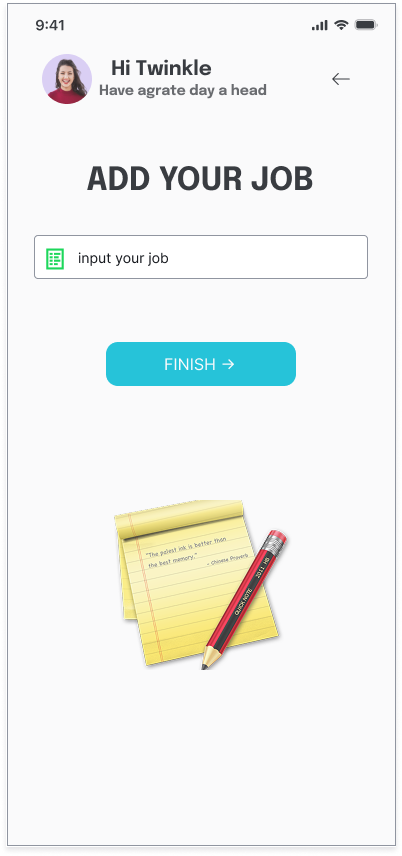 9:41
Hi Twinkle
Have agrate day a head
ADD YOUR JOB
input your job
FINISH →
"The palest ink is better than
the best memory."
- Chinese Proverb
QUICK NOTE 2011 HB